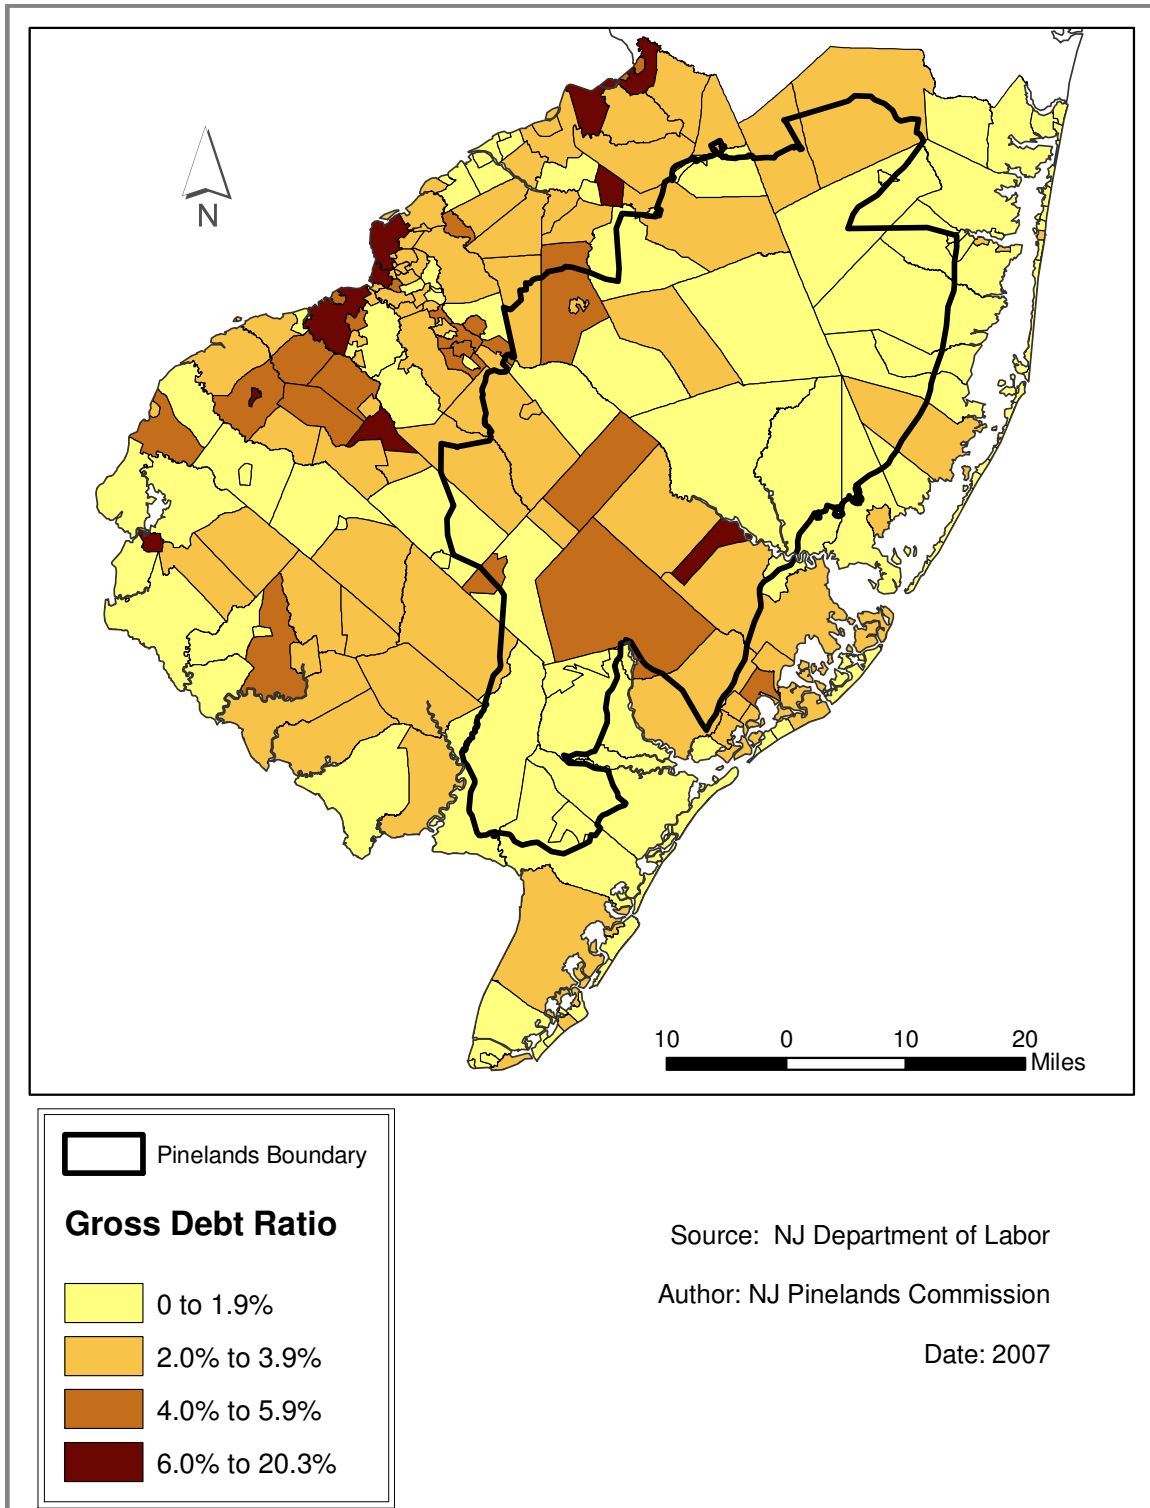 N
10 0 10 20
Miles
Pinelands Boundary
Gross Debt Ratio
0 to 1.9%
2.0% to 3.9%
4.0% to 5.9%
6.0% to 20.3%
Source: NJ Department of Labor
Author: NJ Pinelands Commission
Date: 2007